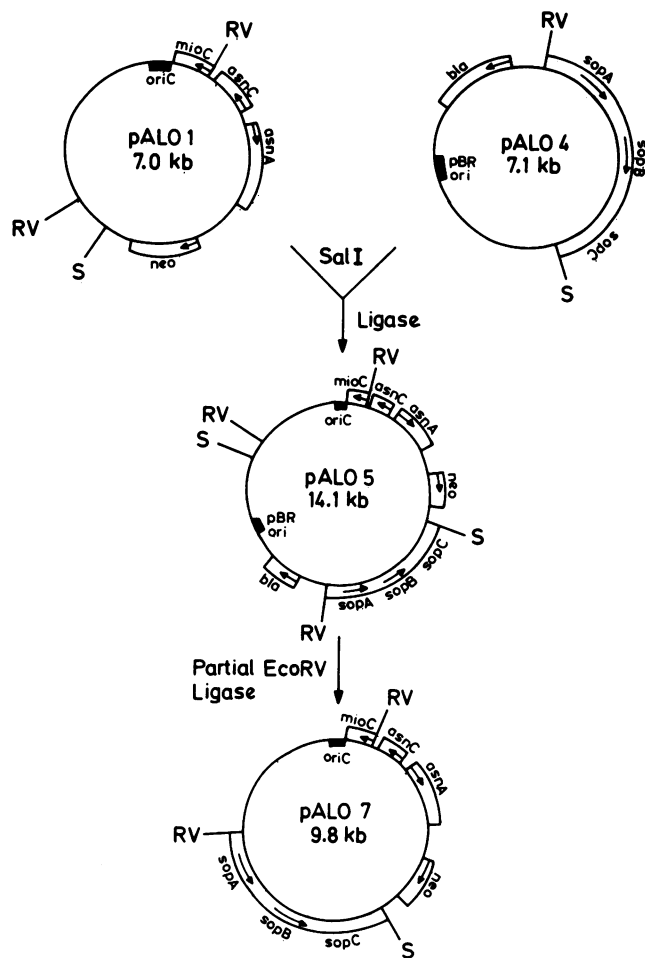 RV
mioC
asnC
oriC
asnA
pALO 1
7.0 kb
RV
S
neo
RV
bla
sopA
pALO 4
7.1 kb
pBR
ori
sopB
sopC
S
Sal I
Ligase
RV
mioC
asnC
asnA
oriC
RV
S
pALO 5
14.1 kb
neo
pBR
ori
S
bla
sopC
sopB
sopA
RV
Partial EcoRV
Ligase
RV
mioC
asnC
oriC
asnA
pALO 7
9.8 kb
RV
sopA
neo
sopB
sopC
S